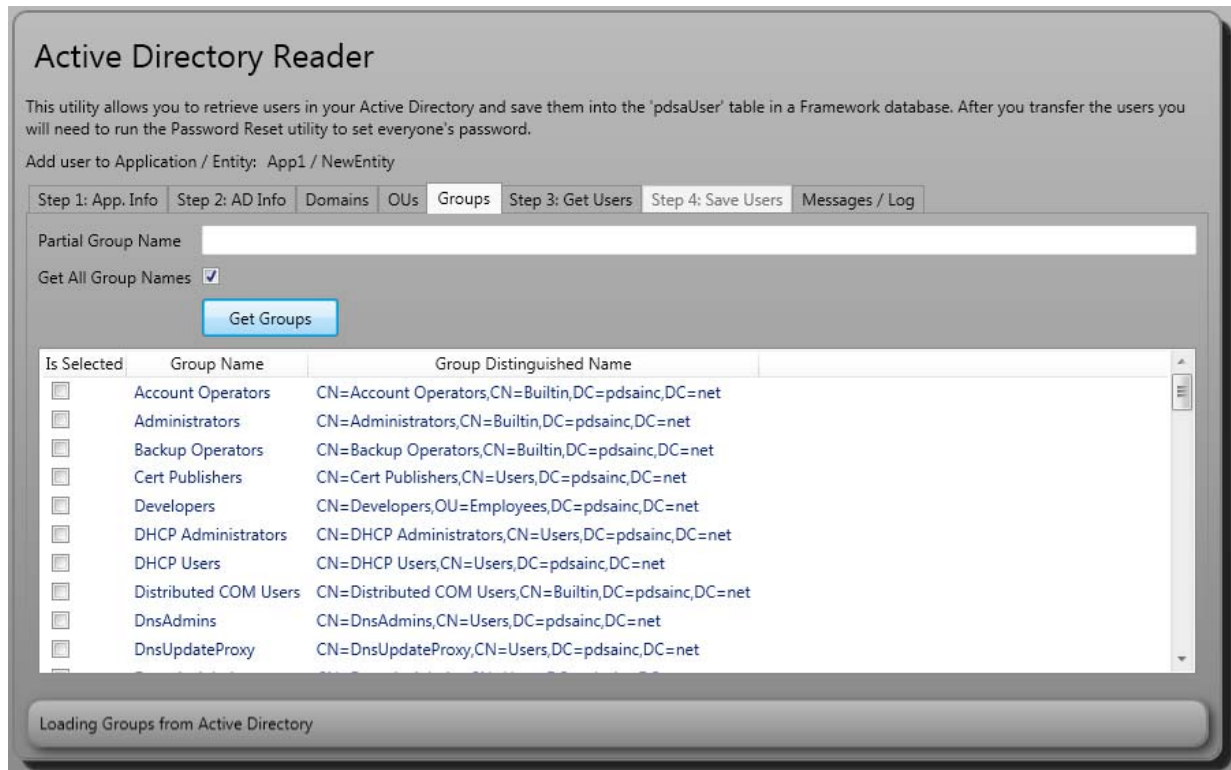 Active Directory Reader
This utility allows you to retrieve users in your Active Directory and save them into the 'pdsaUser' table in a Framework database. After you transfer the users you
will need to run the Password Reset utility to set everyone's password.
Add user to Application / Entity: App1 / NewEntity
Step 1: App. Info Step 2: AD Info Domains OUs Groups Step 3: Get Users Step 4: Save Users Messages / Log
Partial Group Name
Get All Group Names
Get Groups
Is Selected Group Name Group Distinguished Name
Account Operators CN=Account Operators,CN=Builtin,DC=pdsainc,DC=net
Administrators CN=Administrators,CN=Builtin,DC=pdsainc,DC=net
Backup Operators CN=Backup Operators,CN=Builtin,DC=pdsainc,DC=net
Cert Publishers CN=Cert Publishers,CN=Users,DC=pdsainc,DC=net
Developers CN=Developers,OU=Employees,DC=pdsainc,DC=net
DHCP Administrators CN=DHCP Administrators,CN=Users,DC=pdsainc,DC=net
DHCP Users CN=DHCP Users,CN=Users,DC=pdsainc,DC=net
Distributed COM Users CN=Distributed COM Users,CN=Builtin,DC=pdsainc,DC=net
DnsAdmins CN=DnsAdmins,CN=Users,DC=pdsainc,DC=net
DnsUpdateProxy CN=DnsUpdateProxy,CN=Users,DC=pdsainc,DC=net
Loading Groups from Active Directory